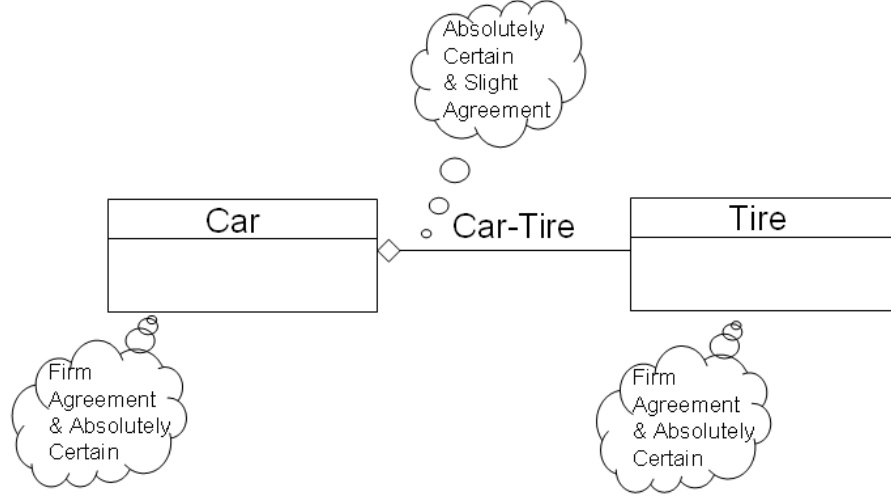 Absolutely
Certain
& Slight
Agreement
Car
Car-Tire
Tire
Firm
Agreement
& Absolutely
Certain
Firm
Agreement
& Absolutely
Certain